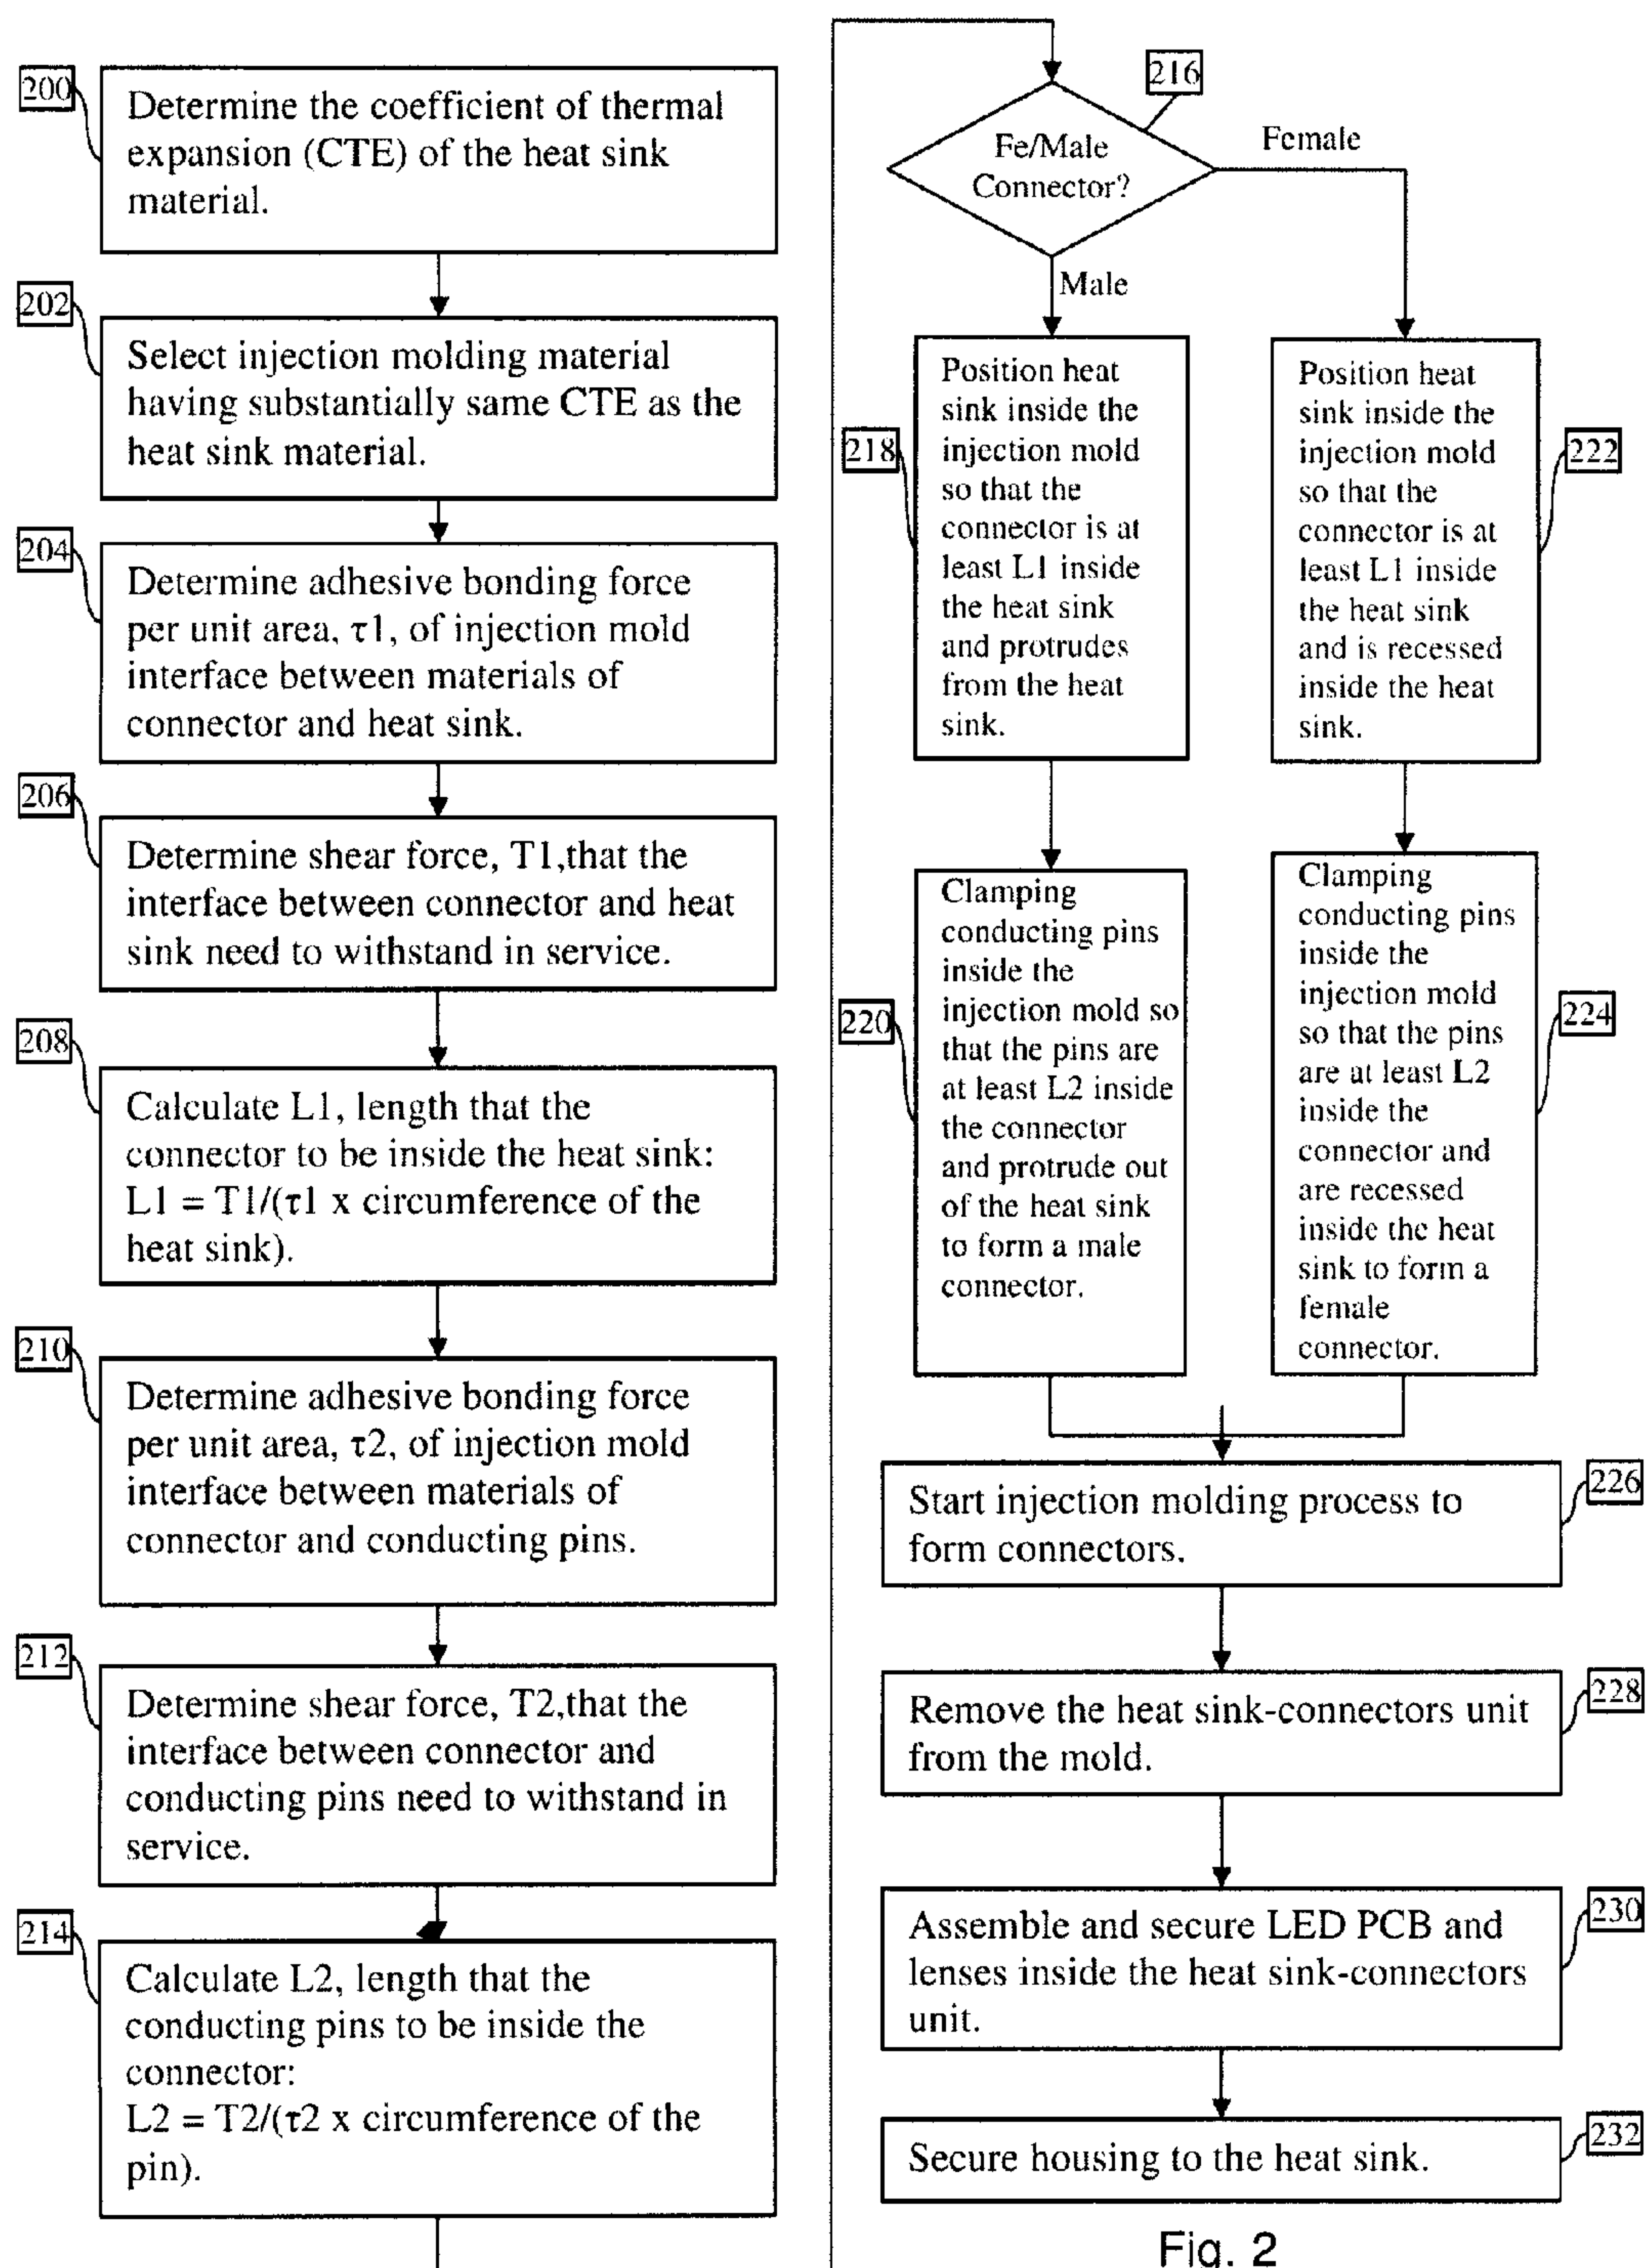 200
Determine the coefficient of thermal
expansion (CTE) of the heat sink
material.
202
Select injection molding material
having substantially same CTE as the
heat sink material.
204
Determine adhesive bonding force
per unit area, τ1, of injection mold
interface between materials of
connector and heat sink.
206
Determine shear force, T1,that the
interface between connector and heat
sink need to withstand in service.
208
Calculate L1, length that the
connector to be inside the heat sink:
L1 = T1/(τ1 x circumference of the
heat sink).
210
Determine adhesive bonding force
per unit area, τ2, of injection mold
interface between materials of
connector and conducting pins.
212
Determine shear force, T2,that the
interface between connector and
conducting pins need to withstand in
service.
214
Calculate L2, length that the
conducting pins to be inside the
connector:
L2 = T2/(τ2 x circumference of the
pin).
216
Fe/Male
Connector?
Female
Male
218
Position heat
sink inside the
injection mold
so that the
connector is at
least L1 inside
the heat sink
and protrudes
from the heat
sink.
222
Position heat
sink inside the
injection mold
so that the
connector is at
least L1 inside
the heat sink
and is recessed
inside the heat
sink.
220
Clamping
conducting pins
inside the
injection mold so
that the pins are
at least L2 inside
the connector
and protrude out
of the heat sink
to form a male
connector.
224
Clamping
conducting pins
inside the
injection mold
so that the pins
are at least L2
inside the
connector and
are recessed
inside the heat
sink to form a
female
connector.
226
Start injection molding process to
form connectors.
228
Remove the heat sink-connectors unit
from the mold.
230
Assemble and secure LED PCB and
lenses inside the heat sink-connectors
unit.
232
Secure housing to the heat sink.
Fig. 2